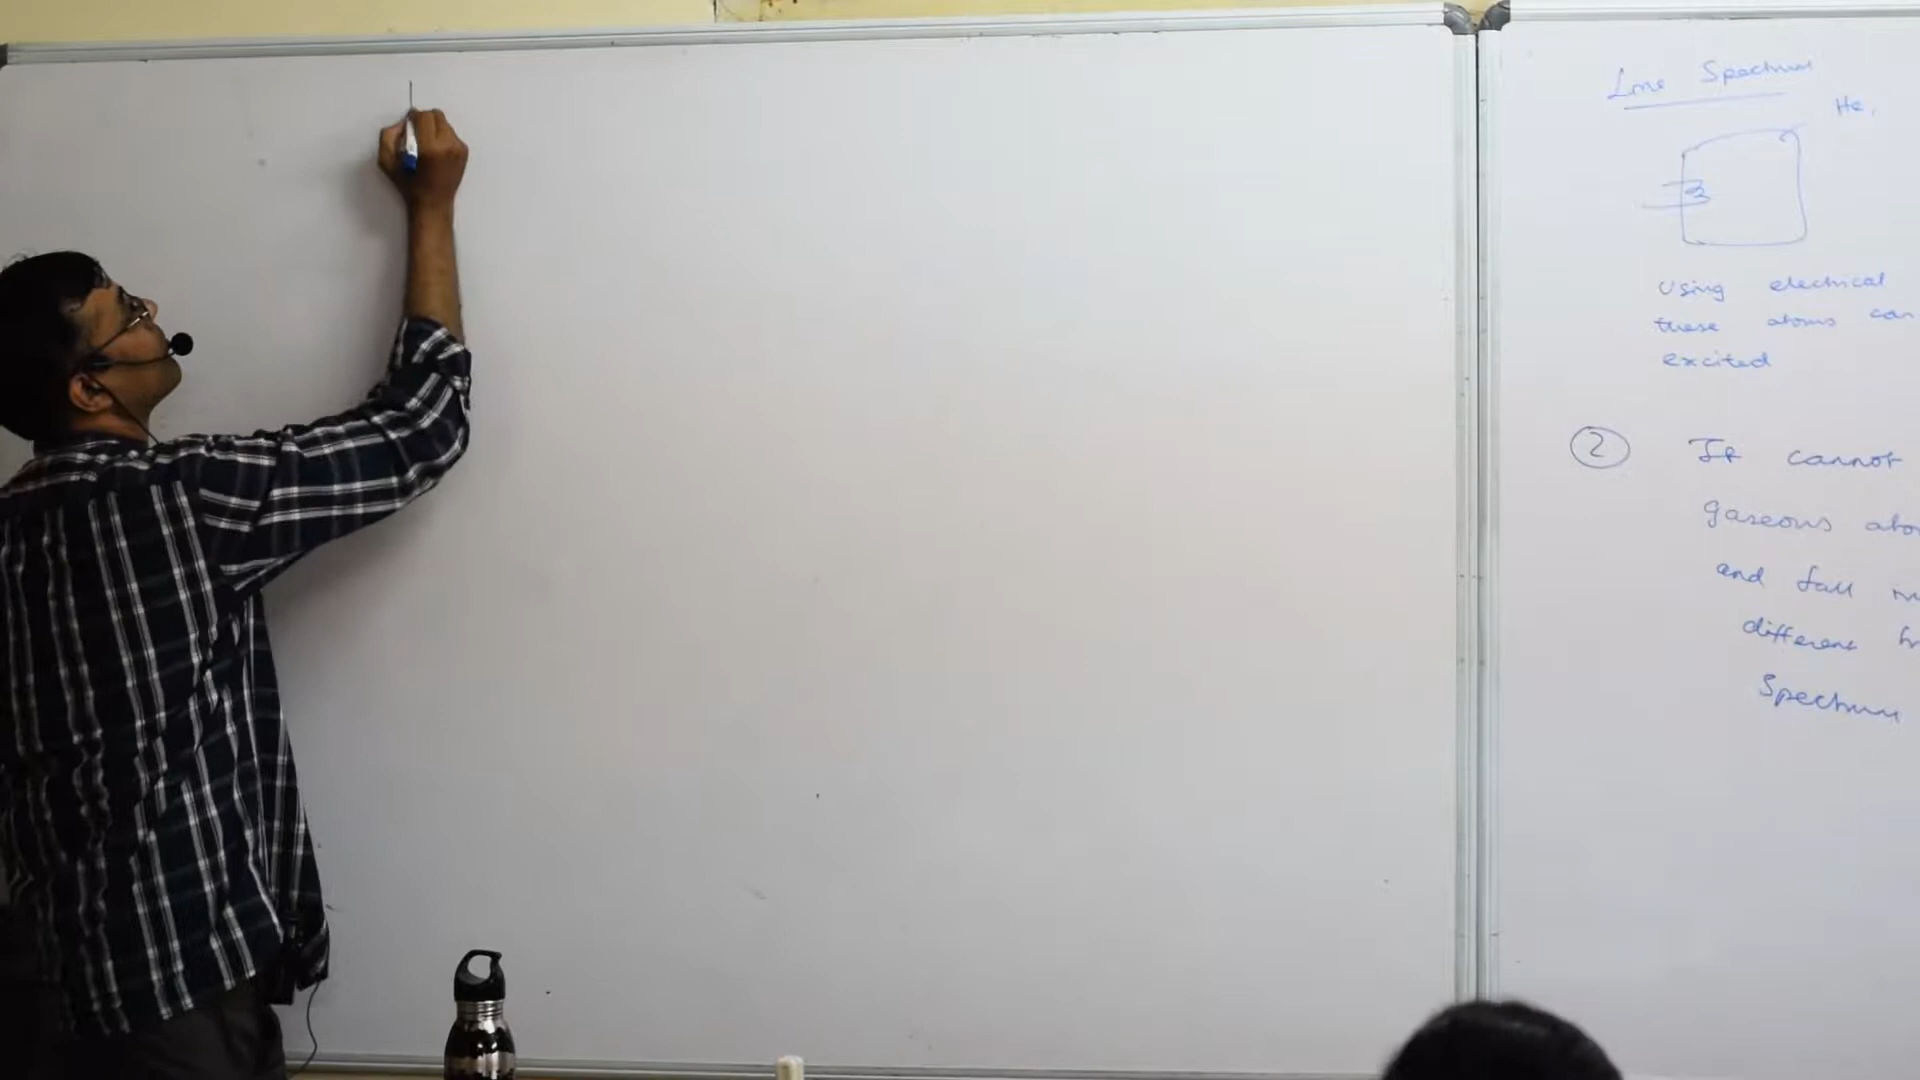 Line Spectrum
He,
Using electrical
these atoms can
excited
2 It cannot
gaseous
and fall
different
Spectrum